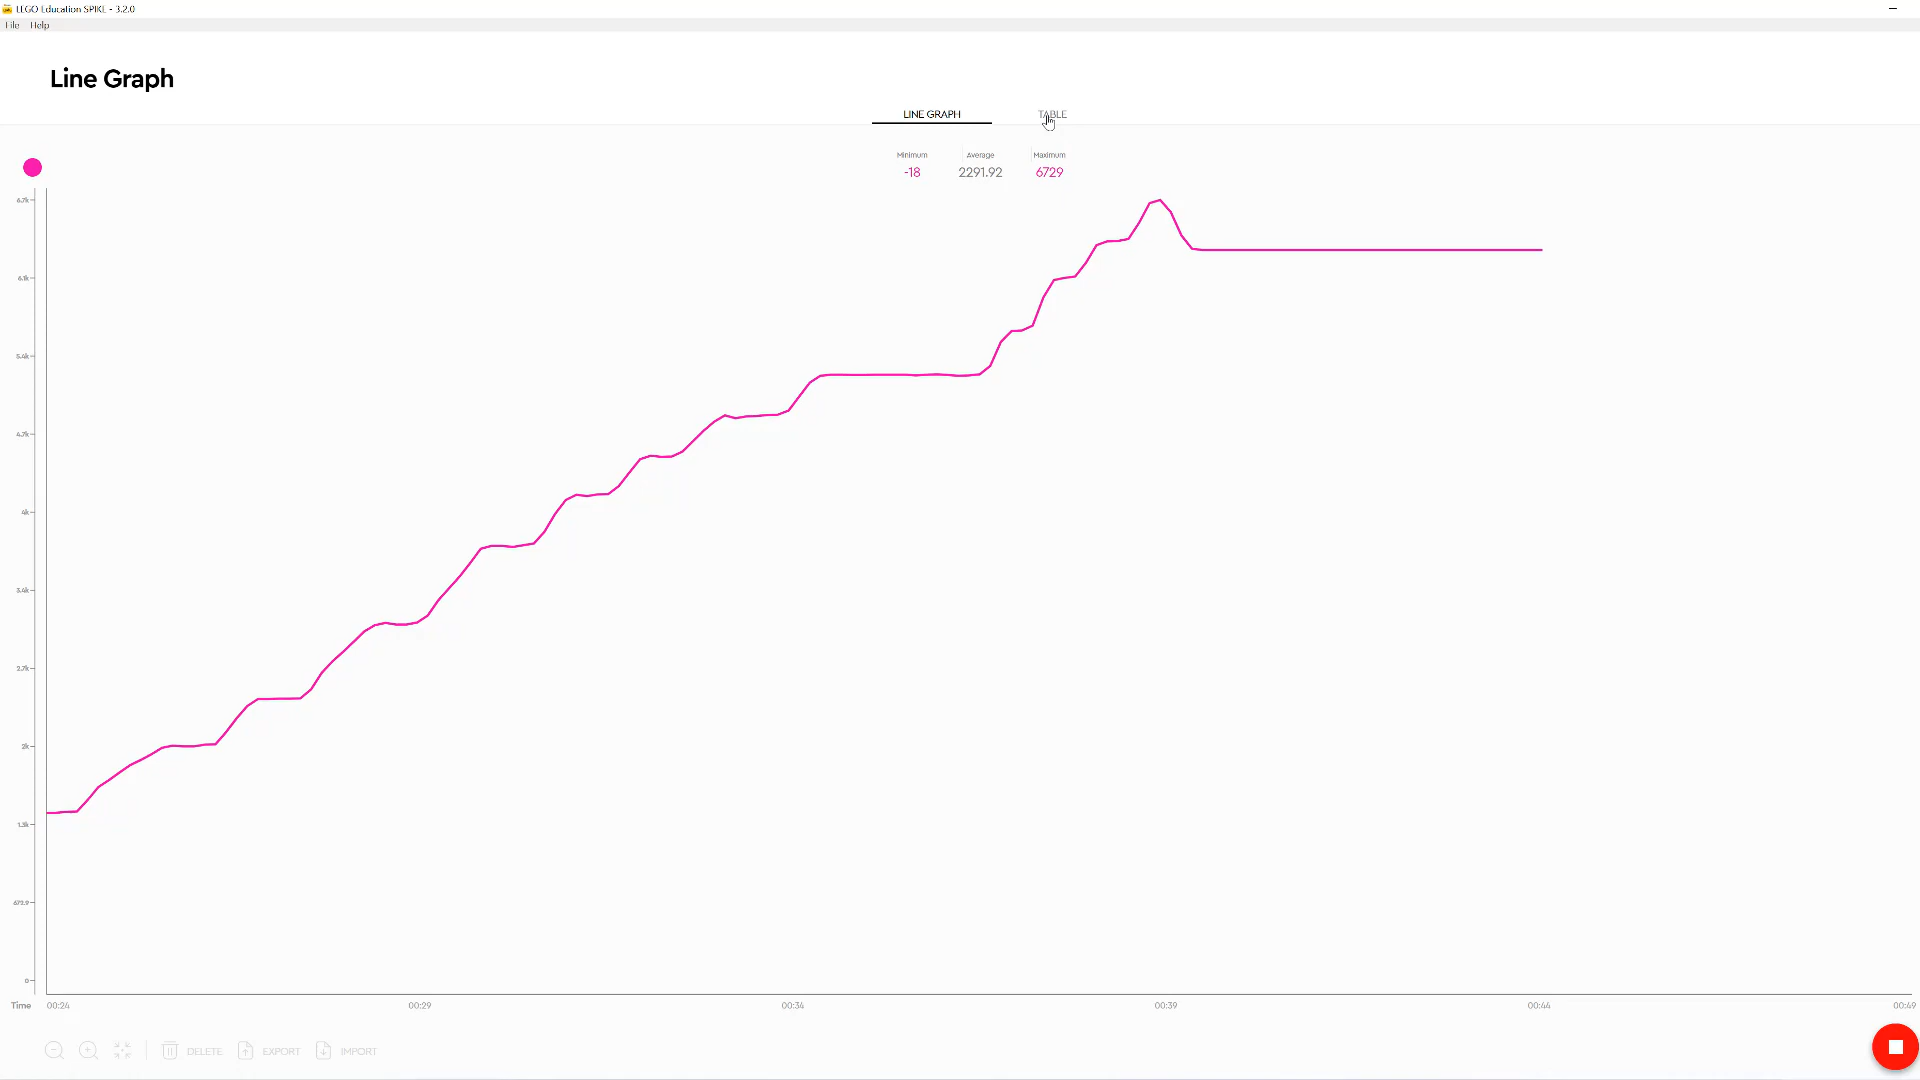 LEGO Education SPIKE - 3.2.0
File Help
Line Graph
LINE GRAPH TABLE
Minimum Average Maximum
-18 2291.92 6729
6.7k
6.1k
5.4k
4.7k
4k
3.4k
2.7k
2k
1.3k
672.9
0
Time 00:24 00:29 00:34 00:39 00:44 00:49
DELETE EXPORT IMPORT